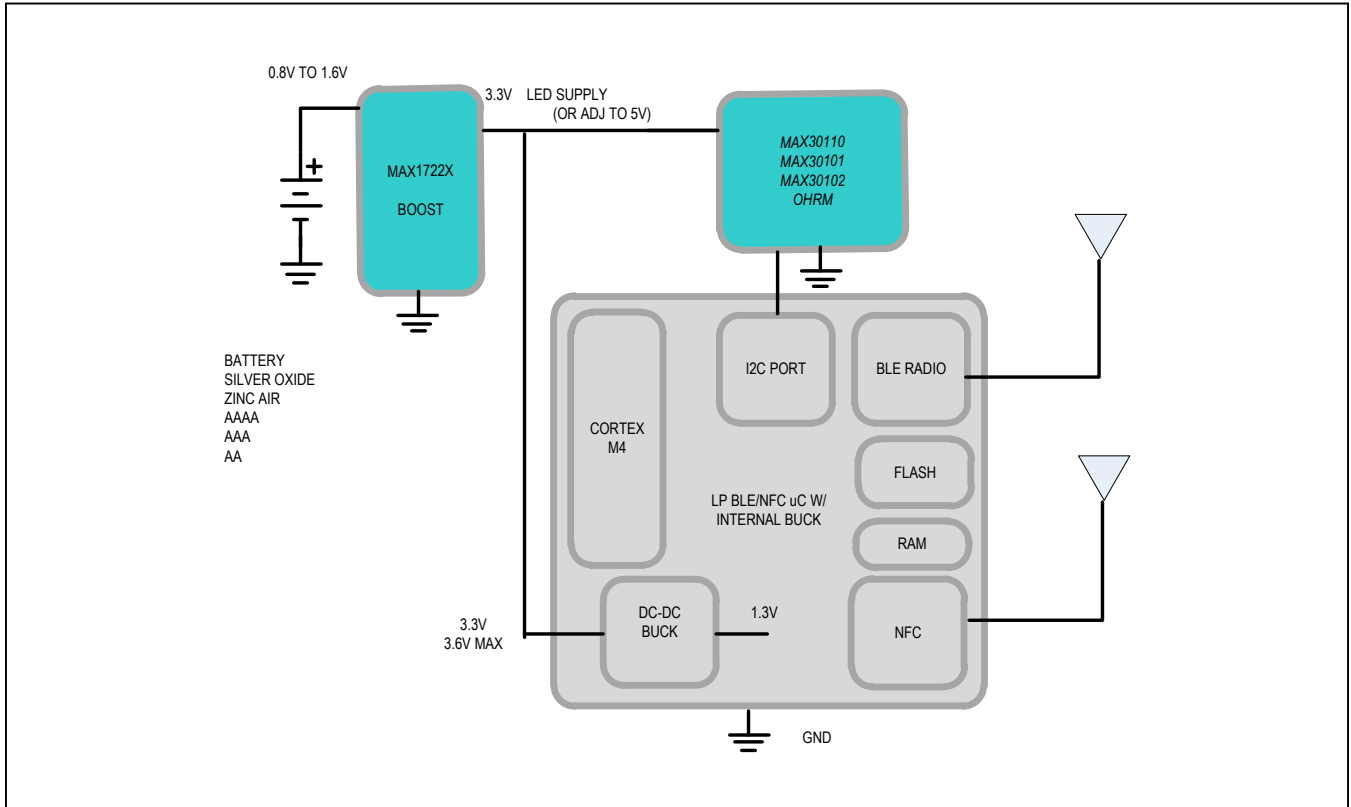 0.8V TO 1.6V
3.3V LED SUPPLY
(OR ADJ TO 5V)
+
MAX1722X
BOOST
MAX30110
MAX30101
MAX30102
OHRM
BATTERY
SILVER OXIDE
ZINC AIR
AAAA
AAA
AA
I2C PORT
BLE RADIO
CORTEX
M4
FLASH
LP BLE/NFC uC W/
INTERNAL BUCK
RAM
3.3V
3.6V MAX
DC-DC
BUCK
1.3V
NFC
GND